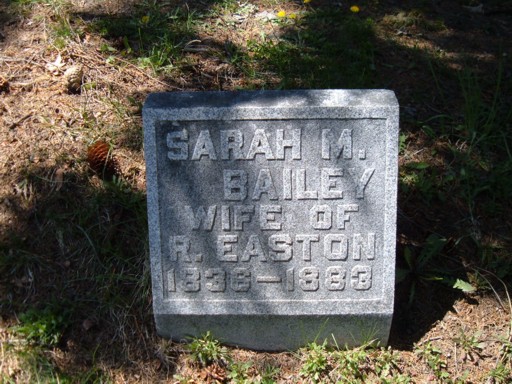 SARAH M.
BAILEY
WIFE OF
R. EASTON
1836-1883